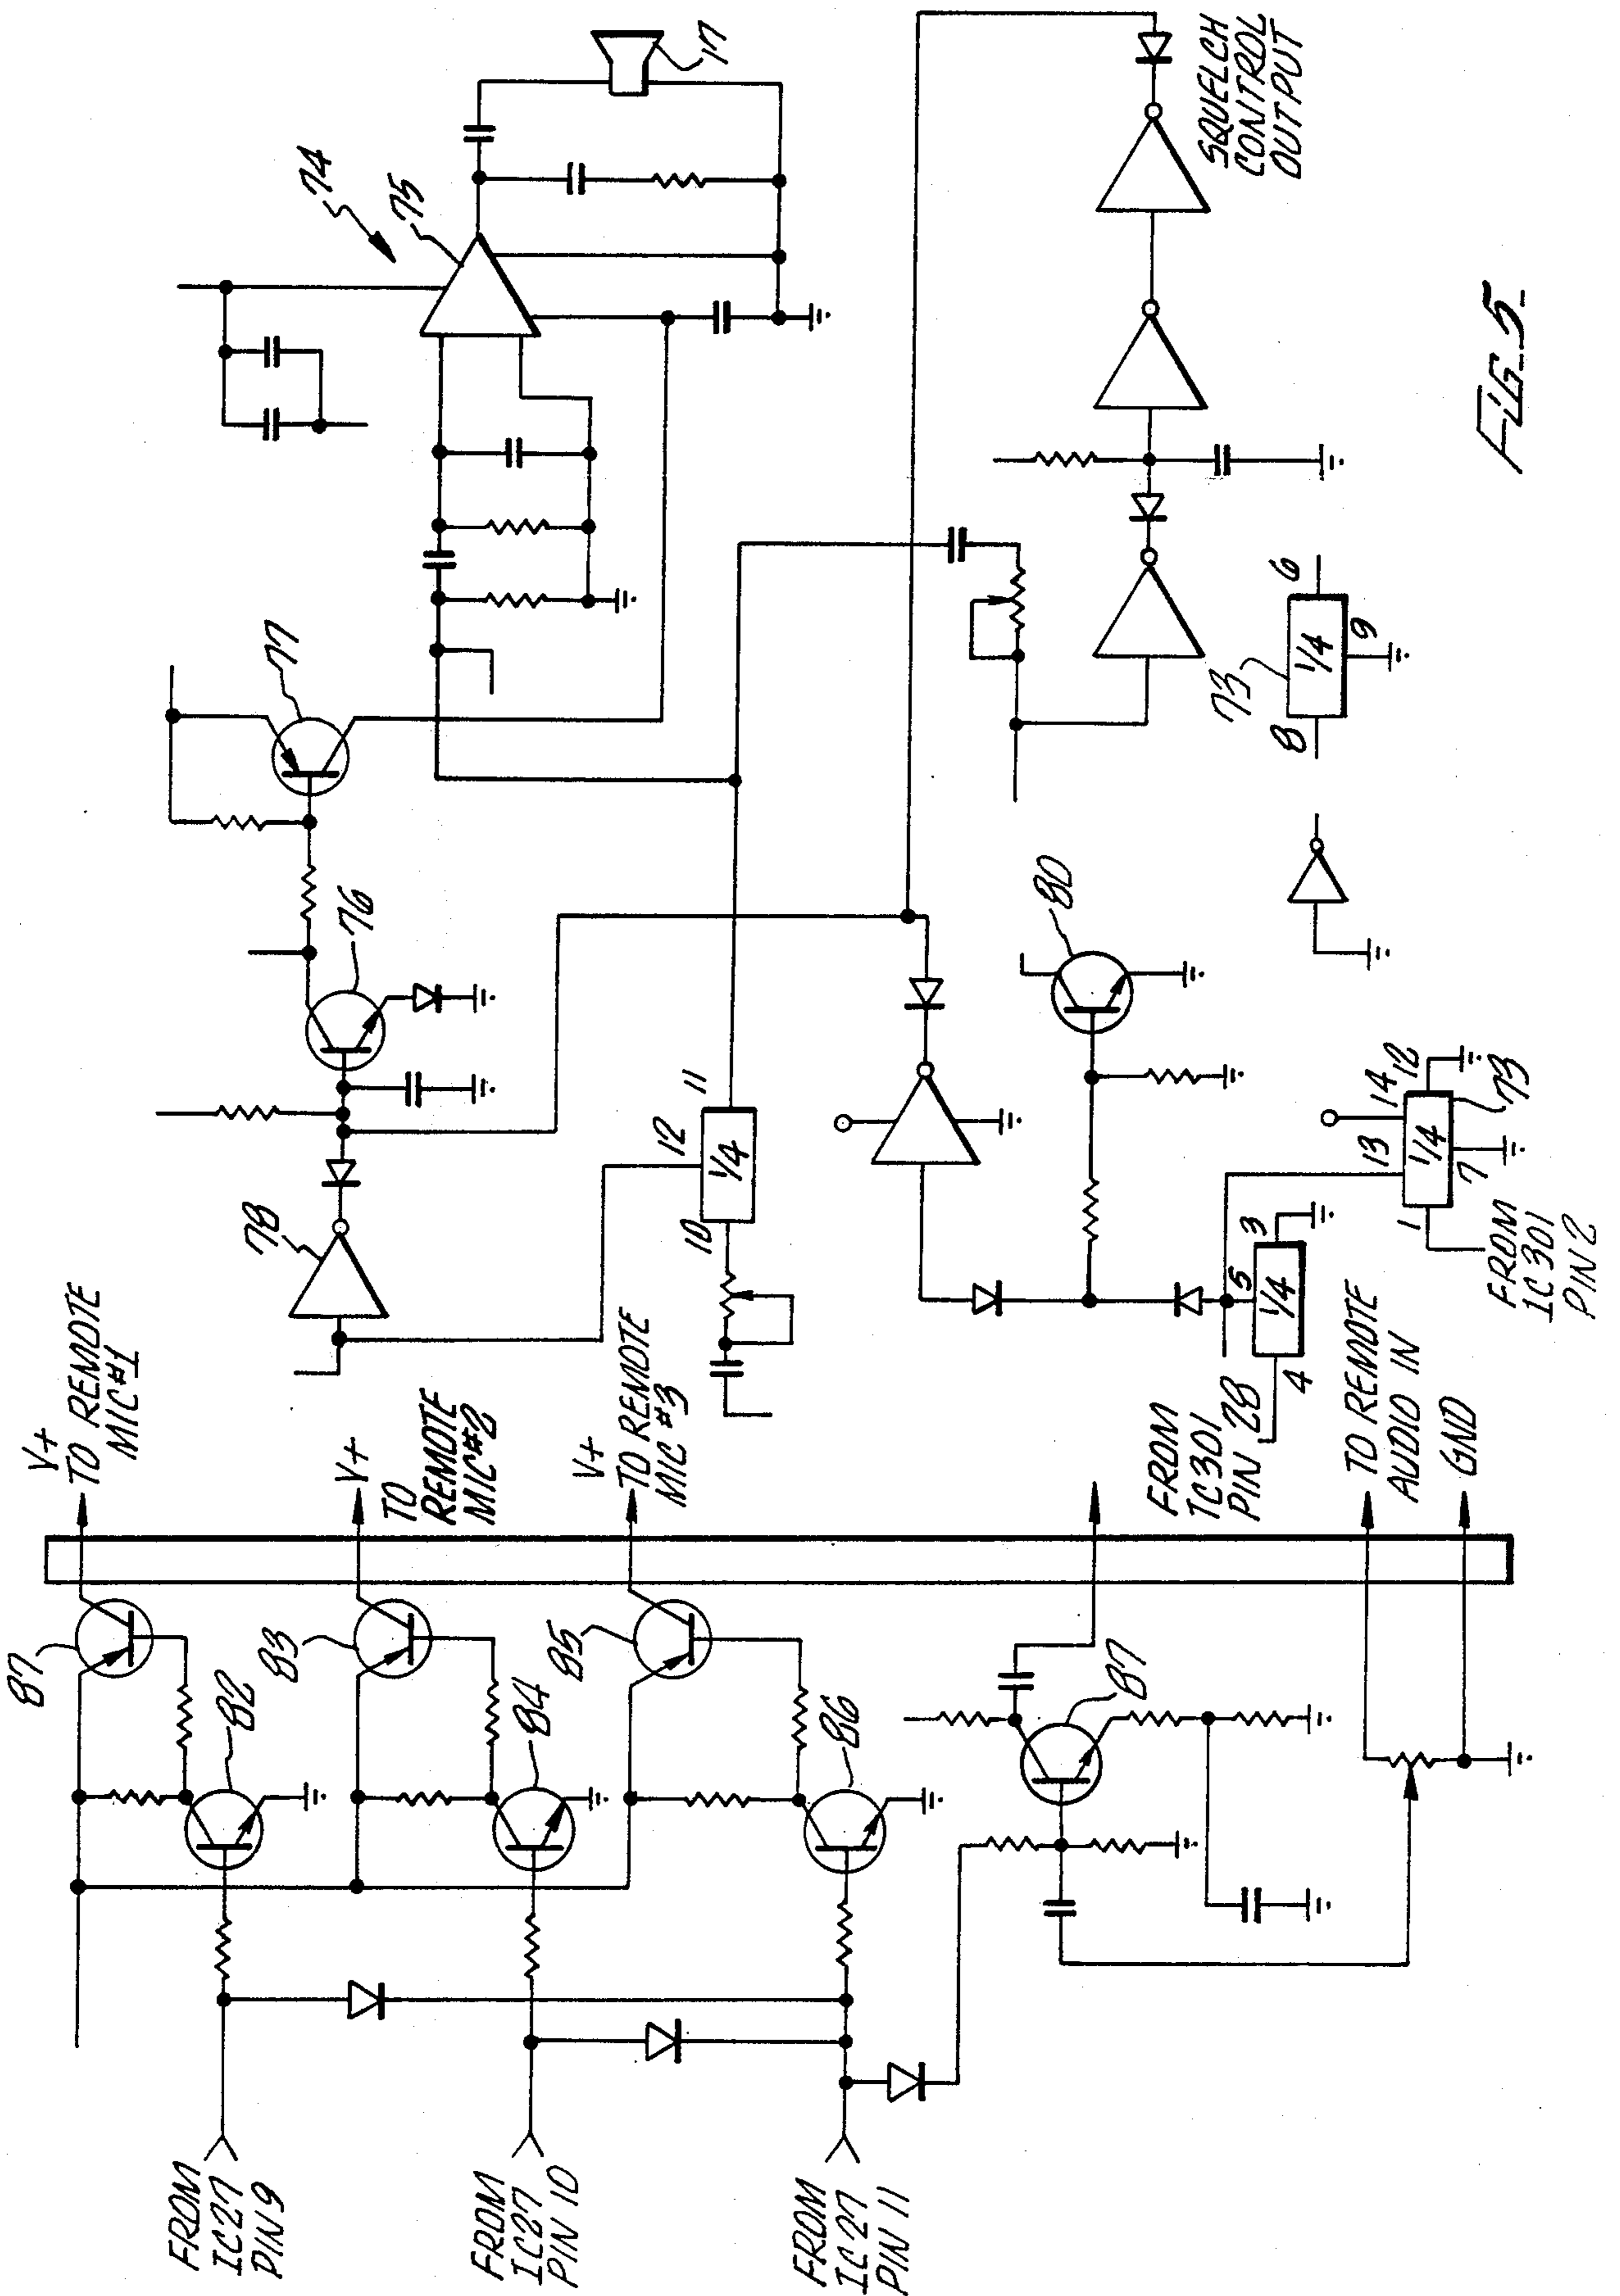 V+
TO REMOTE
MIC #1
V+
TO
REMOTE
MIC #2
V+
TO REMOTE
MIC #3
FROM
IC301
PIN 28
TO REMOTE
AUDIO IN
GND
FROM
IC27
PIN 9
FROM
IC27
PIN 10
FROM
IC27
PIN 11
87
82
83
84
85
86
87
78
76
77
74
75
17
10
1/4
12
11
80
4
1/4
5
3
FROM
IC301
PIN 2
1
1/4
13
14
12
7
73
73
8
1/4
6
9
SQUELCH
CONTROL
OUTPUT
FIG. 5.